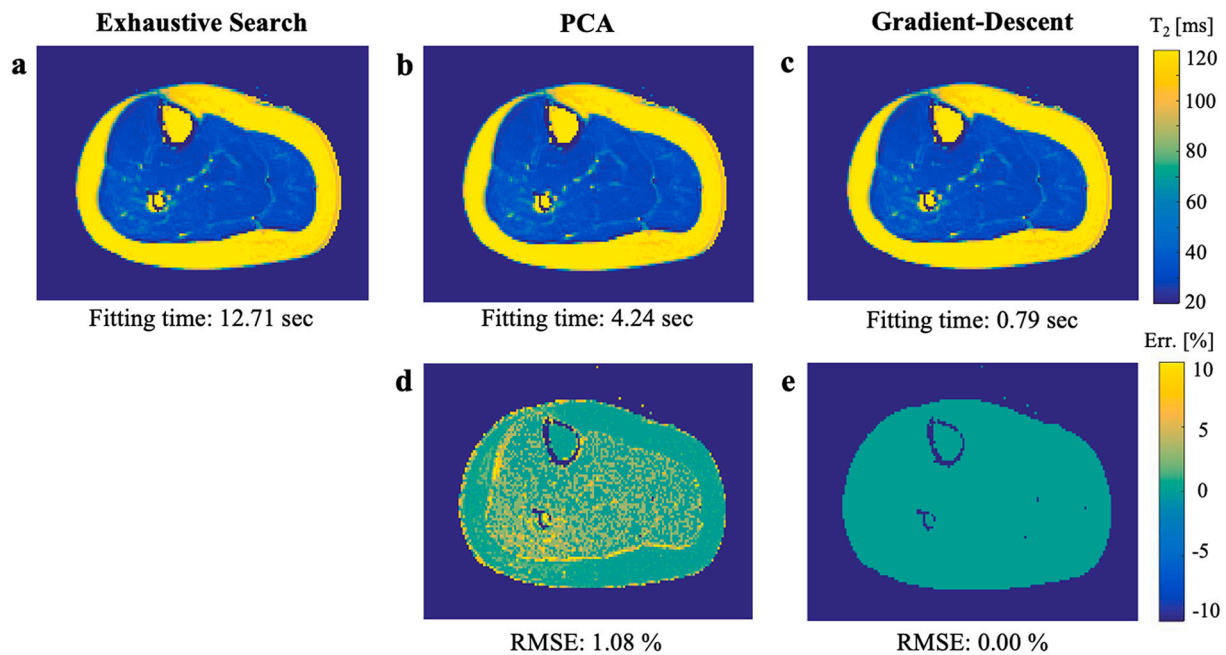 Exhaustive Search
PCA
Gradient-Descent
T₂ [ms]
a
b
c
120
100
80
60
40
20
Fitting time: 12.71 sec
Fitting time: 4.24 sec
Fitting time: 0.79 sec
Err. [%]
d
e
10
5
0
-5
-10
RMSE: 1.08 %
RMSE: 0.00 %